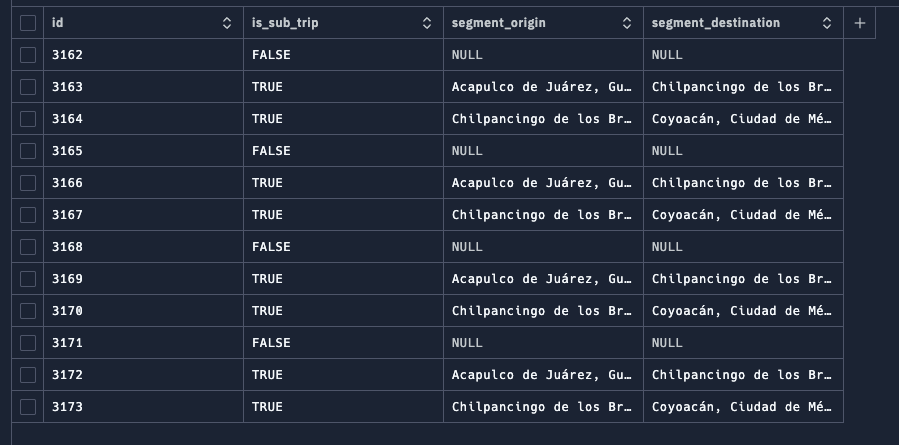 id is_sub_trip segment_origin segment_destination +
3162 FALSE NULL NULL
3163 TRUE Acapulco de Juárez, Gu… Chilpancingo de los Br…
3164 TRUE Chilpancingo de los Br… Coyoacán, Ciudad de Mé…
3165 FALSE NULL NULL
3166 TRUE Acapulco de Juárez, Gu… Chilpancingo de los Br…
3167 TRUE Chilpancingo de los Br… Coyoacán, Ciudad de Mé…
3168 FALSE NULL NULL
3169 TRUE Acapulco de Juárez, Gu… Chilpancingo de los Br…
3170 TRUE Chilpancingo de los Br… Coyoacán, Ciudad de Mé…
3171 FALSE NULL NULL
3172 TRUE Acapulco de Juárez, Gu… Chilpancingo de los Br…
3173 TRUE Chilpancingo de los Br… Coyoacán, Ciudad de Mé…